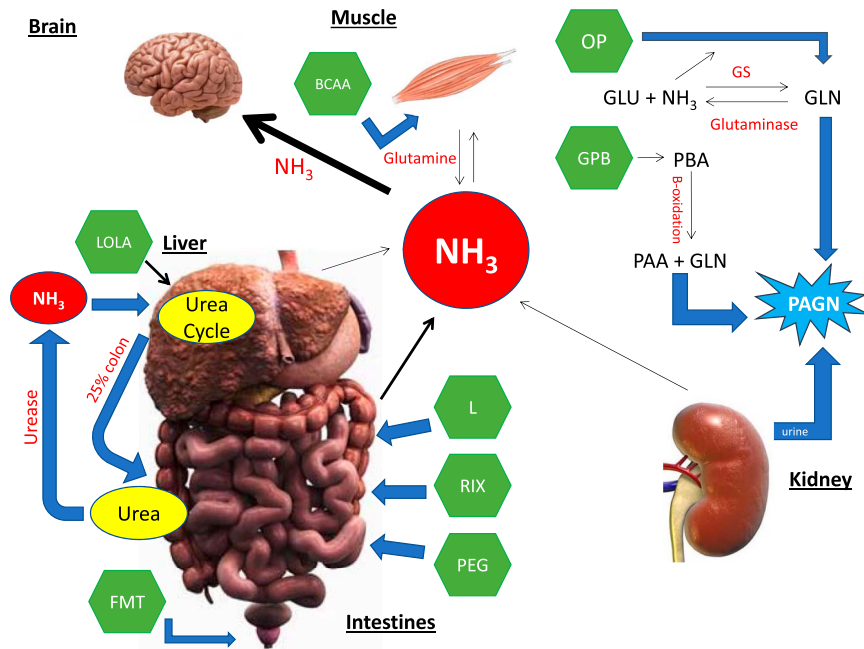 Brain
Muscle
OP
BCAA
GS
GLU + NH₃
GLN
Glutaminase
Glutamine
NH₃
GPB
PBA
B-oxidation
LOLA
Liver
NH₃
PAA + GLN
NH₃
Urea
Cycle
PAGN
25% colon
Urease
L
urine
RIX
Kidney
Urea
PEG
FMT
Intestines